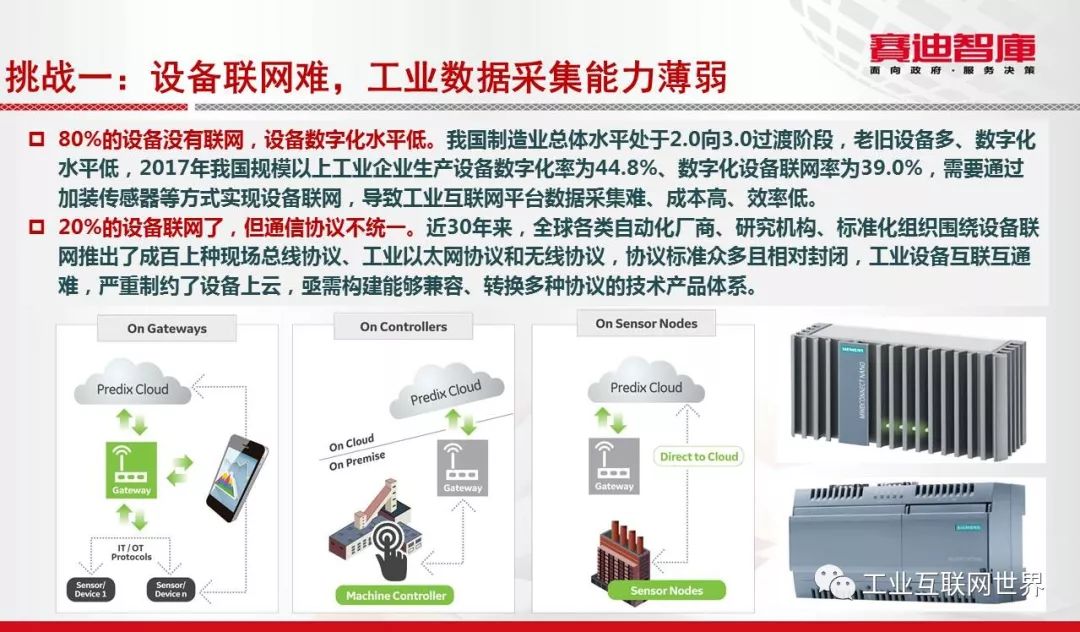 赛迪智库
面向政府·服务决策
挑战一：设备联网难，工业数据采集能力薄弱
80%的设备没有联网，设备数字化水平低。我国制造业总体水平处于2.0向3.0过渡阶段，老旧设备多、数字化
水平低，2017年我国规模以上工业企业生产设备数字化率为44.8%、数字化设备联网率为39.0%，需要通过
加装传感器等方式实现设备联网，导致工业互联网平台数据采集难、成本高、效率低。
20%的设备联网了，但通信协议不统一。近30年来，全球各类自动化厂商、研究机构、标准化组织围绕设备联
网推出了成百上种现场总线协议、工业以太网协议和无线协议，协议标准众多且相对封闭，工业设备互联互通
难，严重制约了设备上云，亟需构建能够兼容、转换多种协议的技术产品体系。
On Gateways
Predix Cloud
Gateway
IT / OT
Protocols
Sensor/
Device 1
Sensor/
Device n
On Controllers
Predix Cloud
On Cloud
On Premise
Gateway
Machine Controller
On Sensor Nodes
Predix Cloud
Direct to Cloud
Gateway
Sensor Nodes
SIEMENS
MINDCONNECT NANO
SIEMENS
工业互联网世界